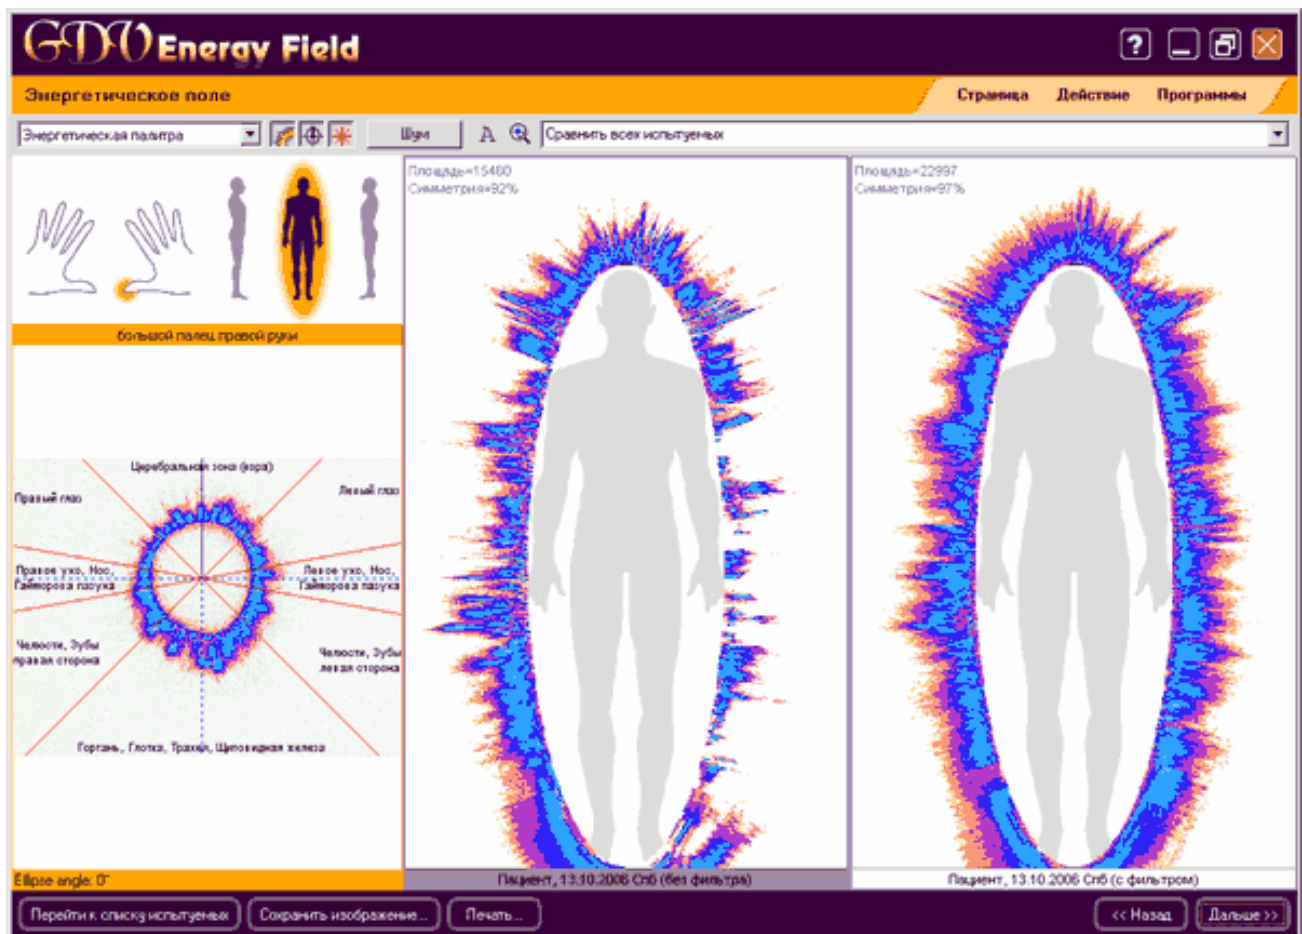 GDV Energy Field
?
Энергетическое поле
Страница Действие Программы
Энергетическая палитра
Шум
A
Сравнить всех испытуемых
большой палец правой руки
Церебральная зона (кора)
Правый глаз
Левый глаз
Правое ухо, Нос,
Гайморова пазуха
Левое ухо, Нос,
Гайморова пазуха
Челюсти, Зубы
правая сторона
Челюсти, Зубы
левая сторона
Гортань, Глотка, Трахея, Щитовидная железа
Ellipse angle: 0°
Площадь=15460
Симметрия=92%
Пациент, 13.10.2006 Спб (без фильтра)
Площадь=22997
Симметрия=97%
Пациент, 13.10.2006 Спб (с фильтром)
Перейти к списку испытуемых
Сохранить изображение...
Печать...
<< Назад
Дальше >>